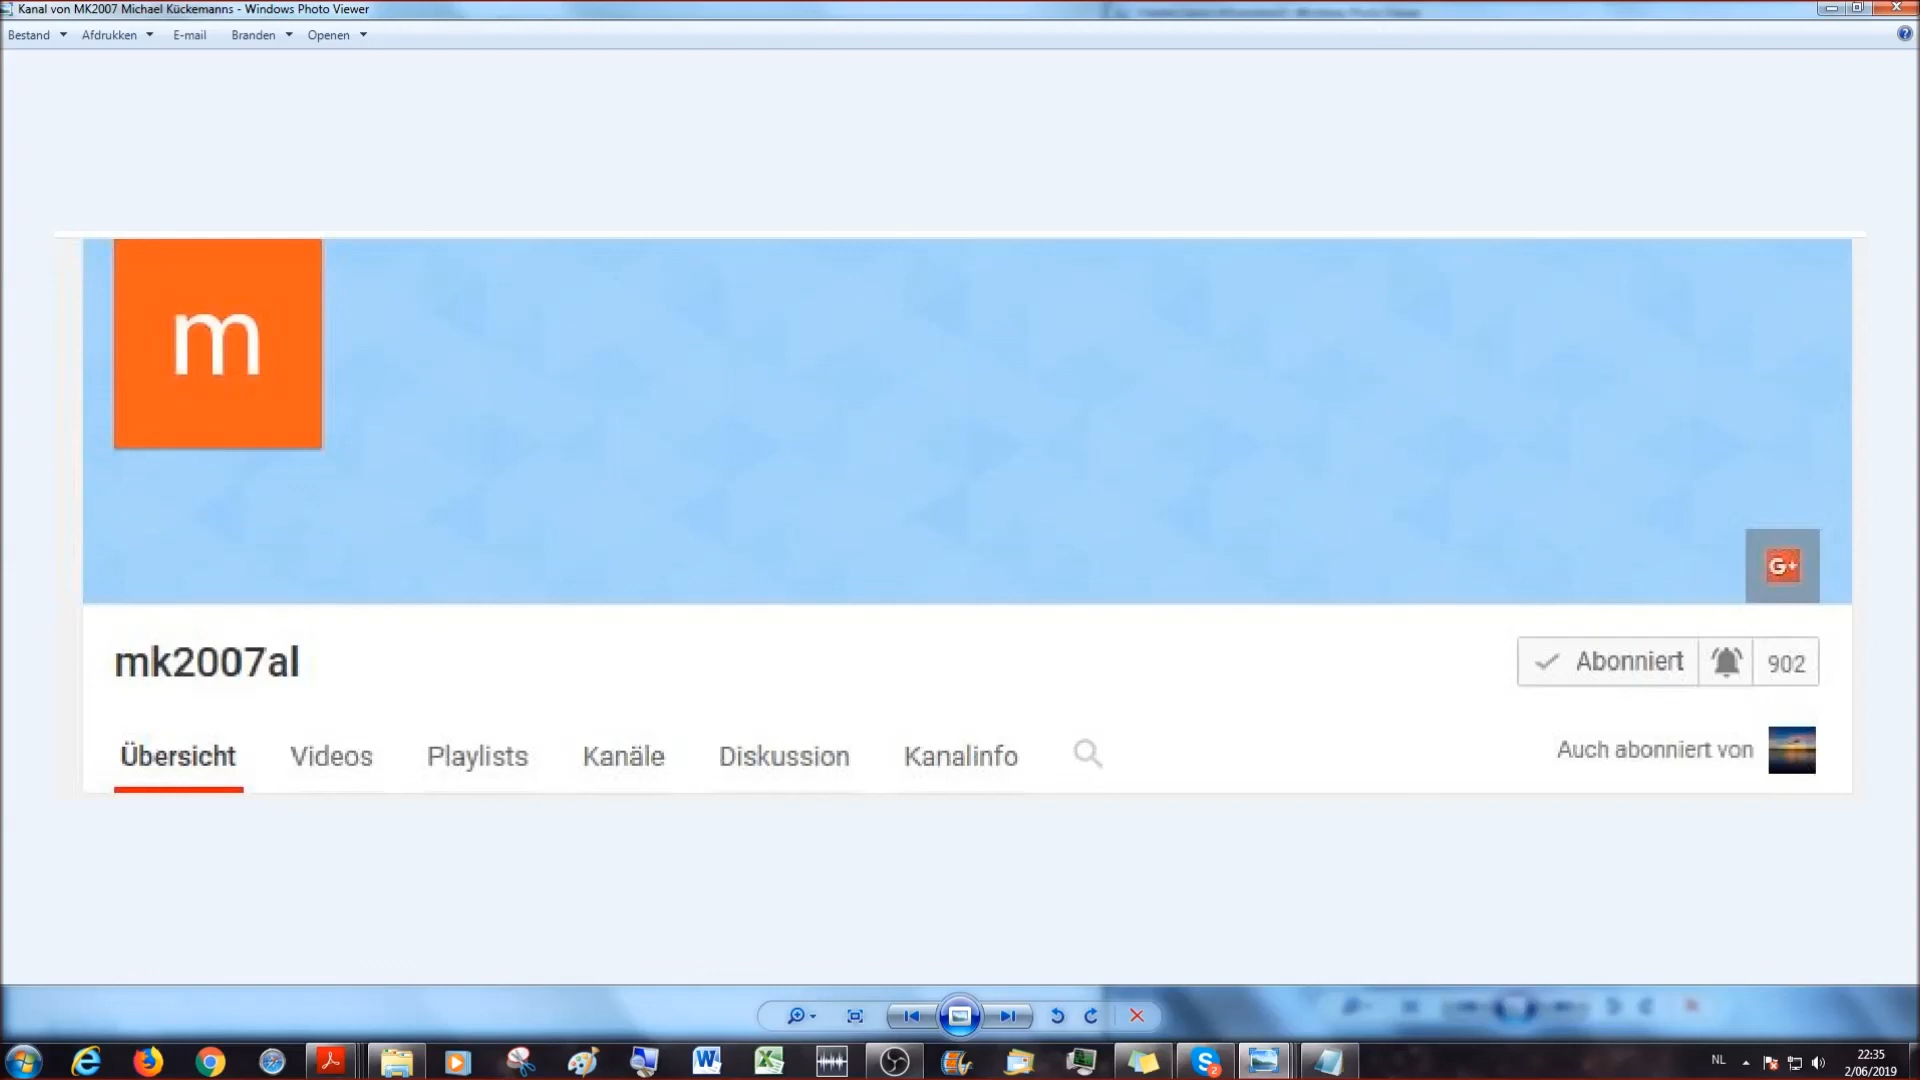 Kanal von MK2007 Michael Kückemanns - Windows Photo Viewer
Bestand Afdrukken E-mail Branden Openen
m
G+
mk2007al
Abonniert 902
Übersicht Videos Playlists Kanäle Diskussion Kanalinfo
Auch abonniert von
NL 22:35
2/06/2019